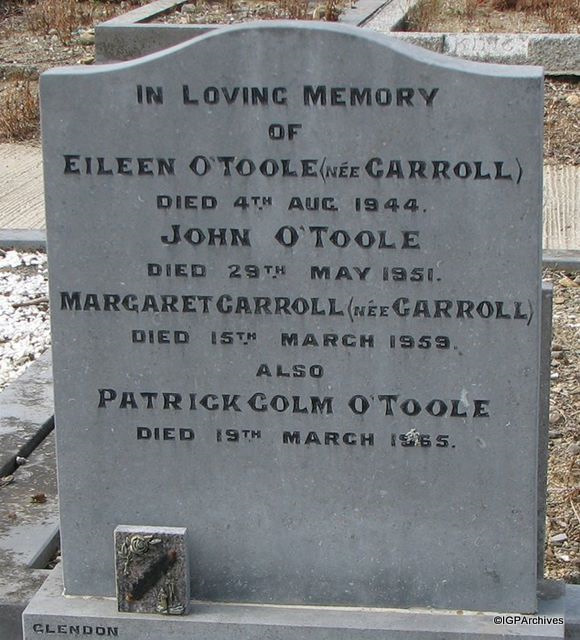 IN LOVING MEMORY
OF
EILEEN O'TOOLE (NÉE CARROLL)
DIED 4TH AUG 1944.
JOHN O'TOOLE
DIED 29TH MAY 1951.
MARGARET CARROLL (NÉE CARROLL)
DIED 15TH MARCH 1959.
ALSO
PATRICK COLM O'TOOLE
DIED 19TH MARCH 1965.
GLENDON
©IGPArchives